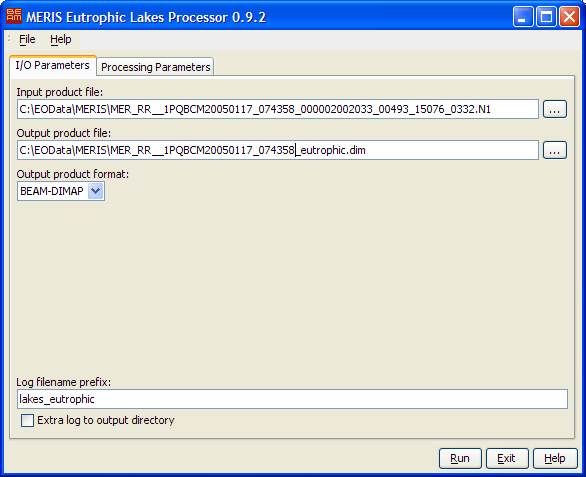 BEAM MERIS Eutrophic Lakes Processor 0.9.2
File Help
I/O Parameters Processing Parameters
Input product file:
C:\EOData\MERIS\MER_RR__1PQBCM20050117_074358_000002002033_00493_15076_0332.N1 ...
Output product file:
C:\EOData\MERIS\MER_RR__1PQBCM20050117_074358_eutrophic.dim ...
Output product format:
BEAM-DIMAP
Log filename prefix:
lakes_eutrophic
Extra log to output directory
Run Exit Help